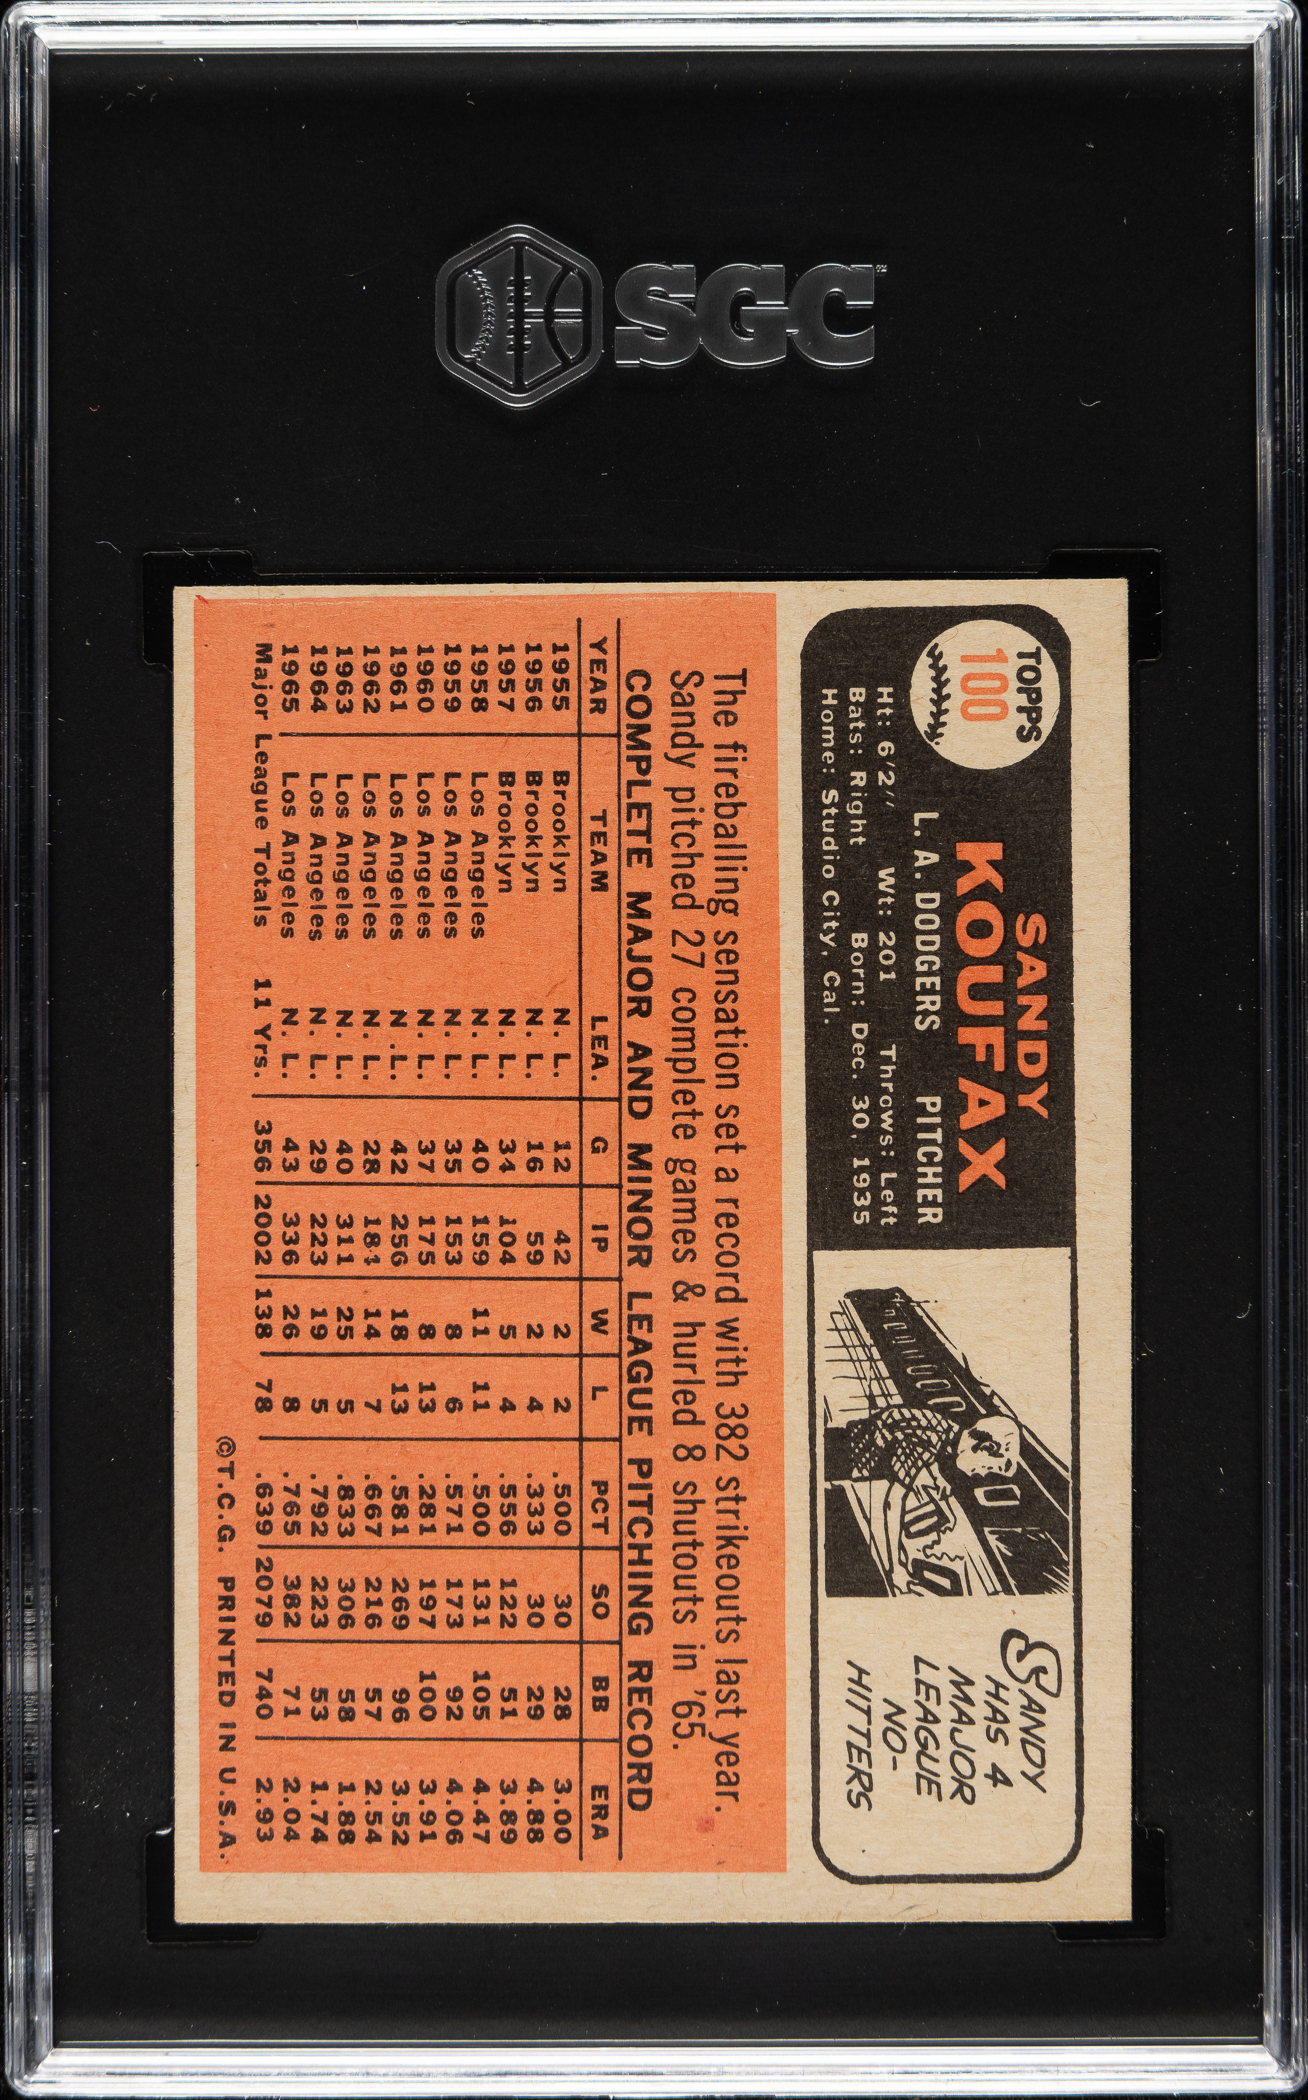 SGC
TOPPS
100
SANDY
KOUFAX
L. A. DODGERS PITCHER
Ht: 6'2" Wt: 201 Throws: Left
Bats: Right Born: Dec. 30, 1935
Home: Studio City, Cal.
SANDY
HAS 4
MAJOR
LEAGUE
NO-
HITTERS
The fireballing sensation set a record with 382 strikeouts last year.
Sandy pitched 27 complete games & hurled 8 shutouts in '65.
COMPLETE MAJOR AND MINOR LEAGUE PITCHING RECORD
YEAR TEAM LEA. G IP W L PCT SO BB ERA
1955 Brooklyn N. L. 12 42 2 2 .500 30 28 3.00
1956 Brooklyn N. L. 16 59 2 4 .333 30 29 4.88
1957 Brooklyn N. L. 34 104 5 4 .556 122 51 3.89
1958 Los Angeles N. L. 40 159 11 11 .500 131 105 4.47
1959 Los Angeles N. L. 35 153 8 6 .571 173 92 4.06
1960 Los Angeles N. L. 37 175 8 13 .281 197 100 3.91
1961 Los Angeles N. L. 42 256 18 13 .581 269 96 3.52
1962 Los Angeles N. L. 28 184 14 7 .667 216 57 2.54
1963 Los Angeles N. L. 40 311 25 5 .833 306 58 1.88
1964 Los Angeles N. L. 29 223 19 5 .792 223 53 1.74
1965 Los Angeles N. L. 43 336 26 8 .765 382 71 2.04
Major League Totals 11 Yrs. 356 2002 138 78 .639 2079 740 2.93
©T.C.G. PRINTED IN U.S.A.